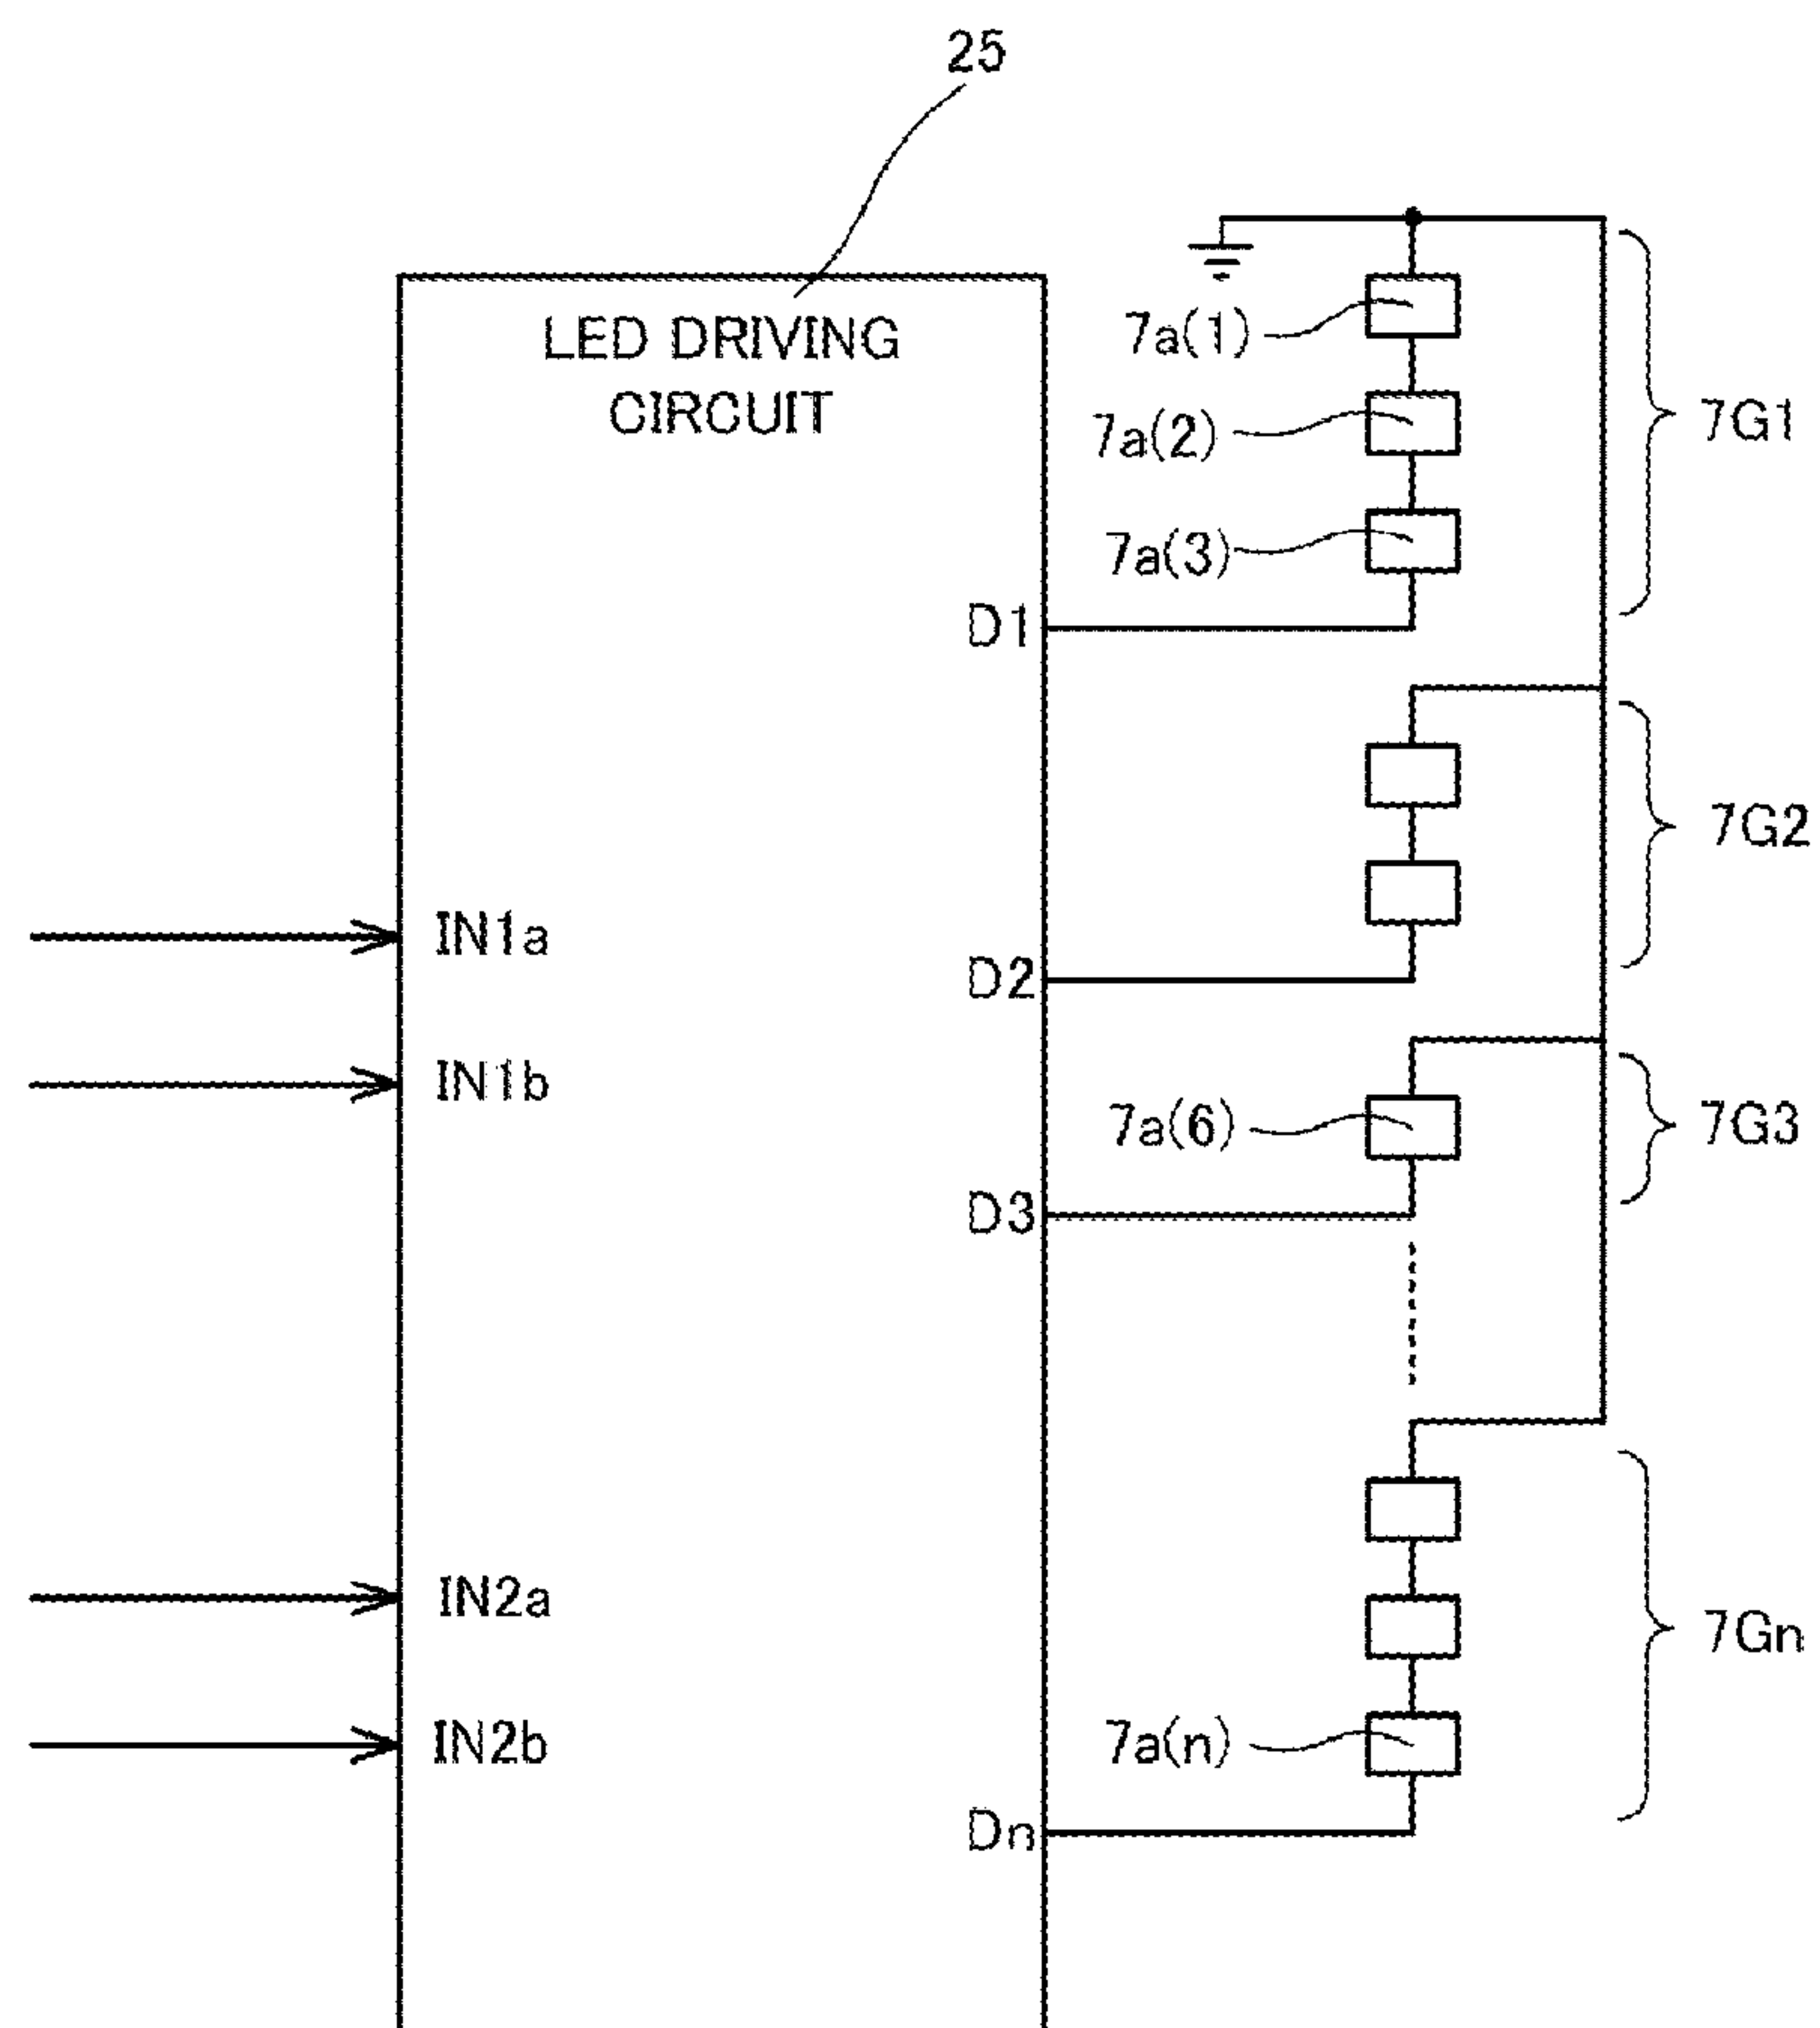 25
LED DRIVING
CIRCUIT
7a(1)
7a(2)
7G1
7a(3)
D1
7G2
IN1a
D2
IN1b
7a(6)
7G3
D3
IN2a
7Gn
IN2b
7a(n)
Dn